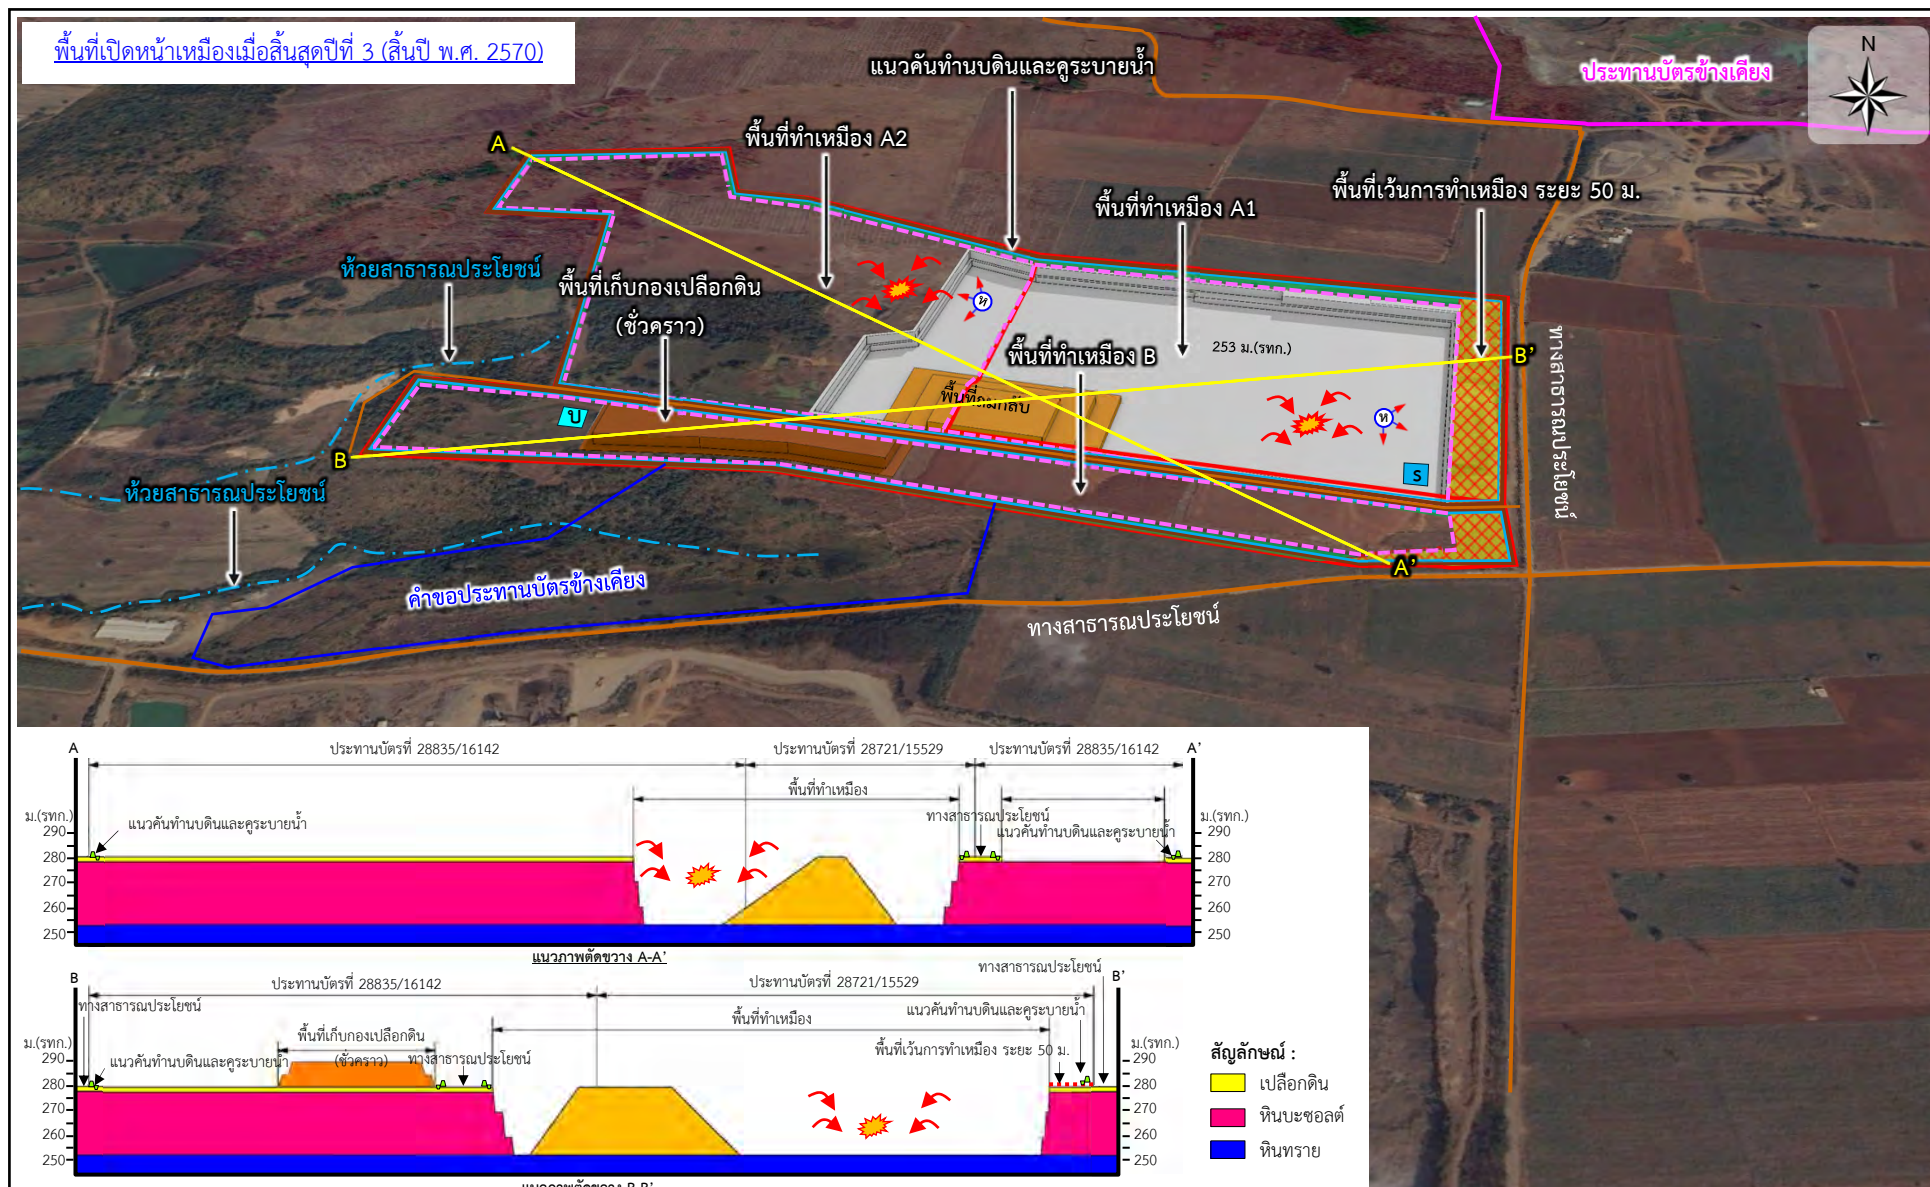 พื้นที่เปิดหน้าเหมืองเมื่อสิ้นสุดปีที่ 3 (สิ้นปี พ.ศ. 2570)
แนวคันทำนบดินและคูระบายน้ำ
ประทานบัตรข้างเคียง
N
พื้นที่ทำเหมือง A2
A
พื้นที่เว้นการทำเหมือง ระยะ 50 ม.
พื้นที่ทำเหมือง A1
ห้วยสาธารณประโยชน์
พื้นที่เก็บกองเปลือกดิน
(ชั่วคราว)
ห
253 ม.(รทก.)
พื้นที่ทำเหมือง B
B'
ทางสาธารณประโยชน์
พื้นที่ถมกลับ
บ
ห
B
S
ห้วยสาธารณประโยชน์
A'
คำขอประทานบัตรข้างเคียง
ทางสาธารณประโยชน์
A
ประทานบัตรที่ 28835/16142
ประทานบัตรที่ 28721/15529
ประทานบัตรที่ 28835/16142
A'
พื้นที่ทำเหมือง
ม.(รทก.)
แนวคันทำนบดินและคูระบายน้ำ
ทางสาธารณประโยชน์
แนวคันทำนบดินและคูระบายน้ำ
ม.(รทก.)
290
280
270
260
250
290
280
270
260
250
แนวภาพตัดขวาง A-A'
B
ประทานบัตรที่ 28835/16142
ประทานบัตรที่ 28721/15529
ทางสาธารณประโยชน์
B'
ทางสาธารณประโยชน์
แนวคันทำนบดินและคูระบายน้ำ
พื้นที่ทำเหมือง
พื้นที่เก็บกองเปลือกดิน
(ชั่วคราว)
ม.(รทก.)
แนวคันทำนบดินและคูระบายน้ำ
ทางสาธารณประโยชน์
พื้นที่เว้นการทำเหมือง ระยะ 50 ม.
ม.(รทก.)
290
280
270
260
250
290
280
270
260
250
แนวภาพตัดขวาง B-B'
สัญลักษณ์ :
เปลือกดิน
หินบะซอลต์
หินทราย